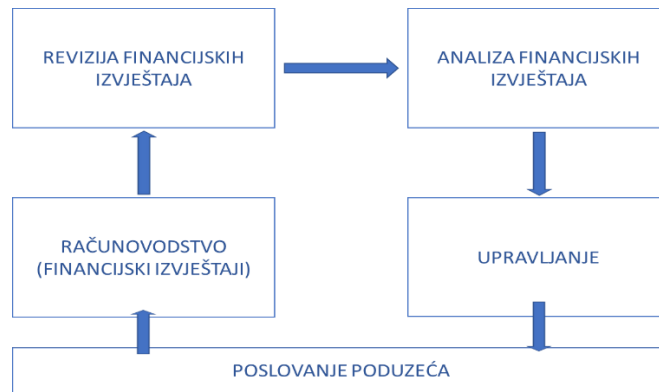 REVIZIJA FINANCIJSKIH
IZVJEŠTAJA
ANALIZA FINANCIJSKIH
IZVJEŠTAJA
RAČUNOVODSTVO
(FINANCIJSKI IZVJEŠTAJI)
UPRAVLJANJE
POSLOVANJE PODUZEĆA